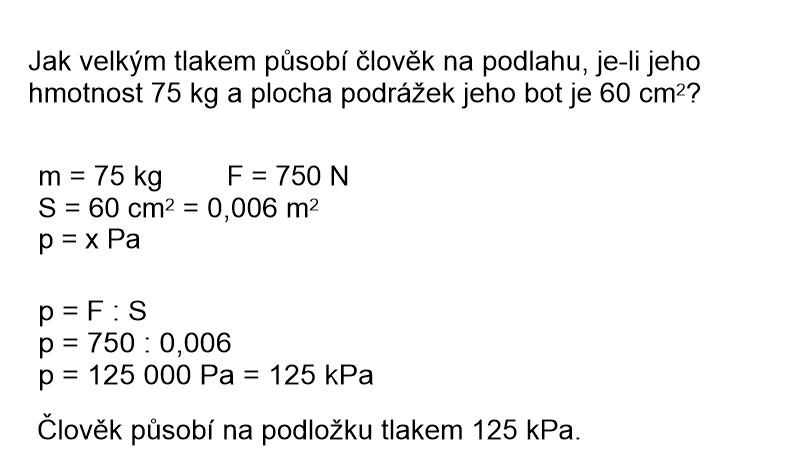 Jak velkým tlakem působí člověk na podlahu, je-li jeho
hmotnost 75 kg a plocha podrážek jeho bot je 60 cm²?
m = 75 kg F = 750 N
S = 60 cm² = 0,006 m²
p = x Pa
p = F : S
p = 750 : 0,006
p = 125 000 Pa = 125 kPa
Člověk působí na podložku tlakem 125 kPa.